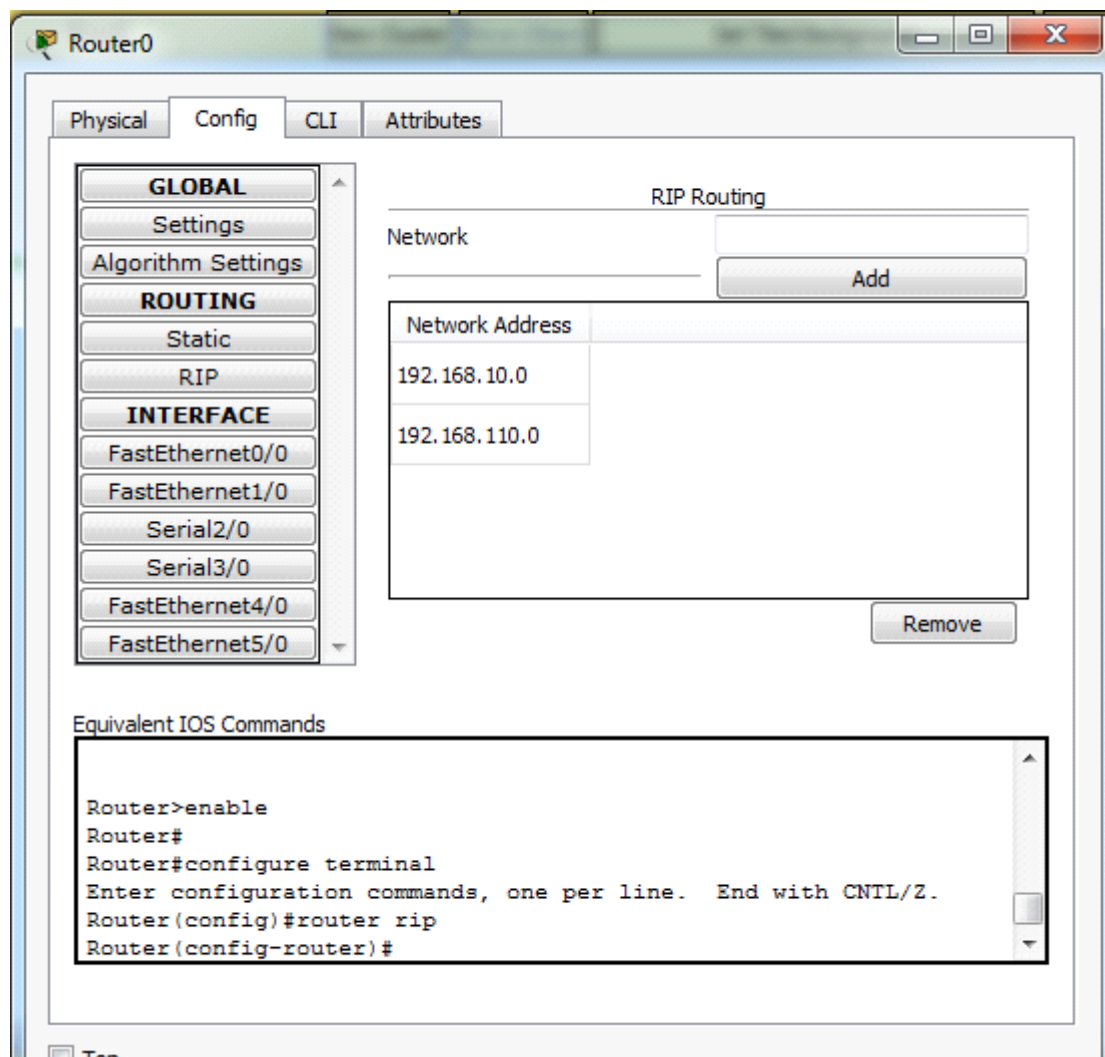 Router0
Physical Config CLI Attributes
GLOBAL
Settings
Algorithm Settings
ROUTING
Static
RIP
INTERFACE
FastEthernet0/0
FastEthernet1/0
Serial2/0
Serial3/0
FastEthernet4/0
FastEthernet5/0
RIP Routing
Network
Add
Network Address
192.168.10.0
192.168.110.0
Remove
Equivalent IOS Commands
Router>enable
Router#
Router#configure terminal
Enter configuration commands, one per line.  End with CNTL/Z.
Router(config)#router rip
Router(config-router)#